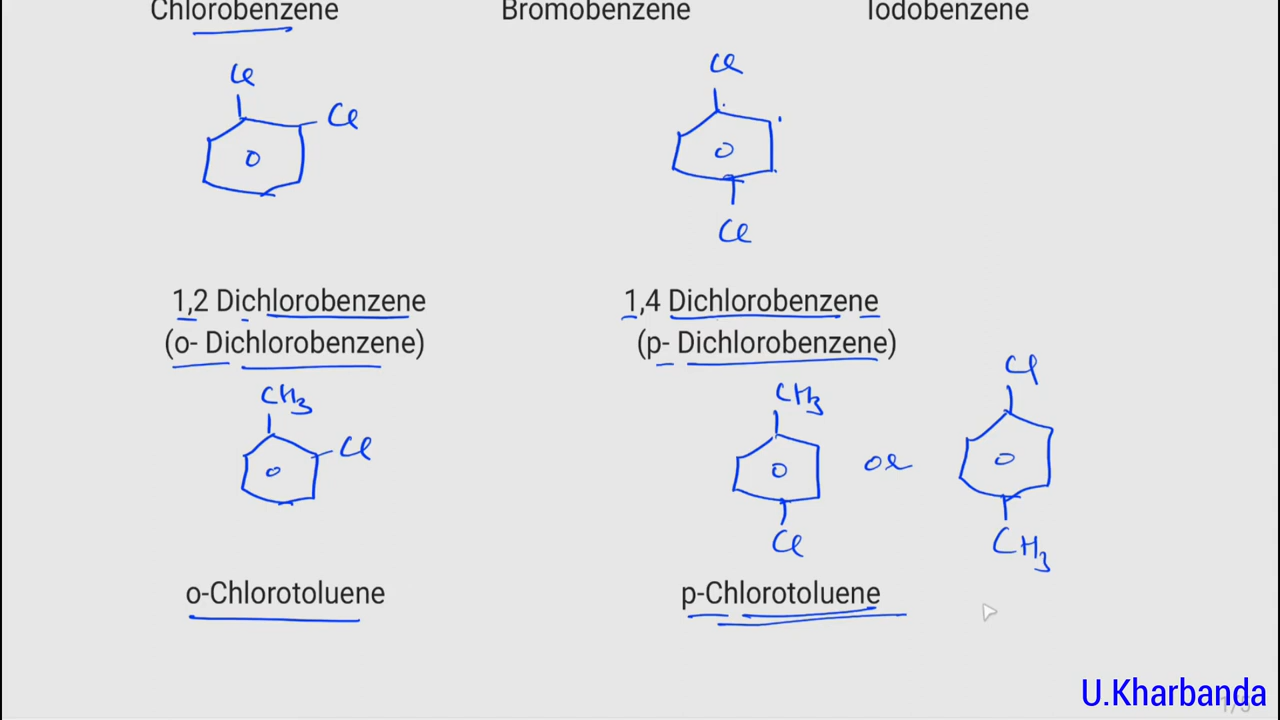 Chlorobenzene Bromobenzene Iodobenzene
Cl Cl
Cl
O O
Cl
1,2 Dichlorobenzene 1,4 Dichlorobenzene
(o- Dichlorobenzene) (p- Dichlorobenzene)
Cl
CH3 CH3
Cl
O O or O
Cl CH3
o-Chlorotoluene p-Chlorotoluene
U.Kharbanda